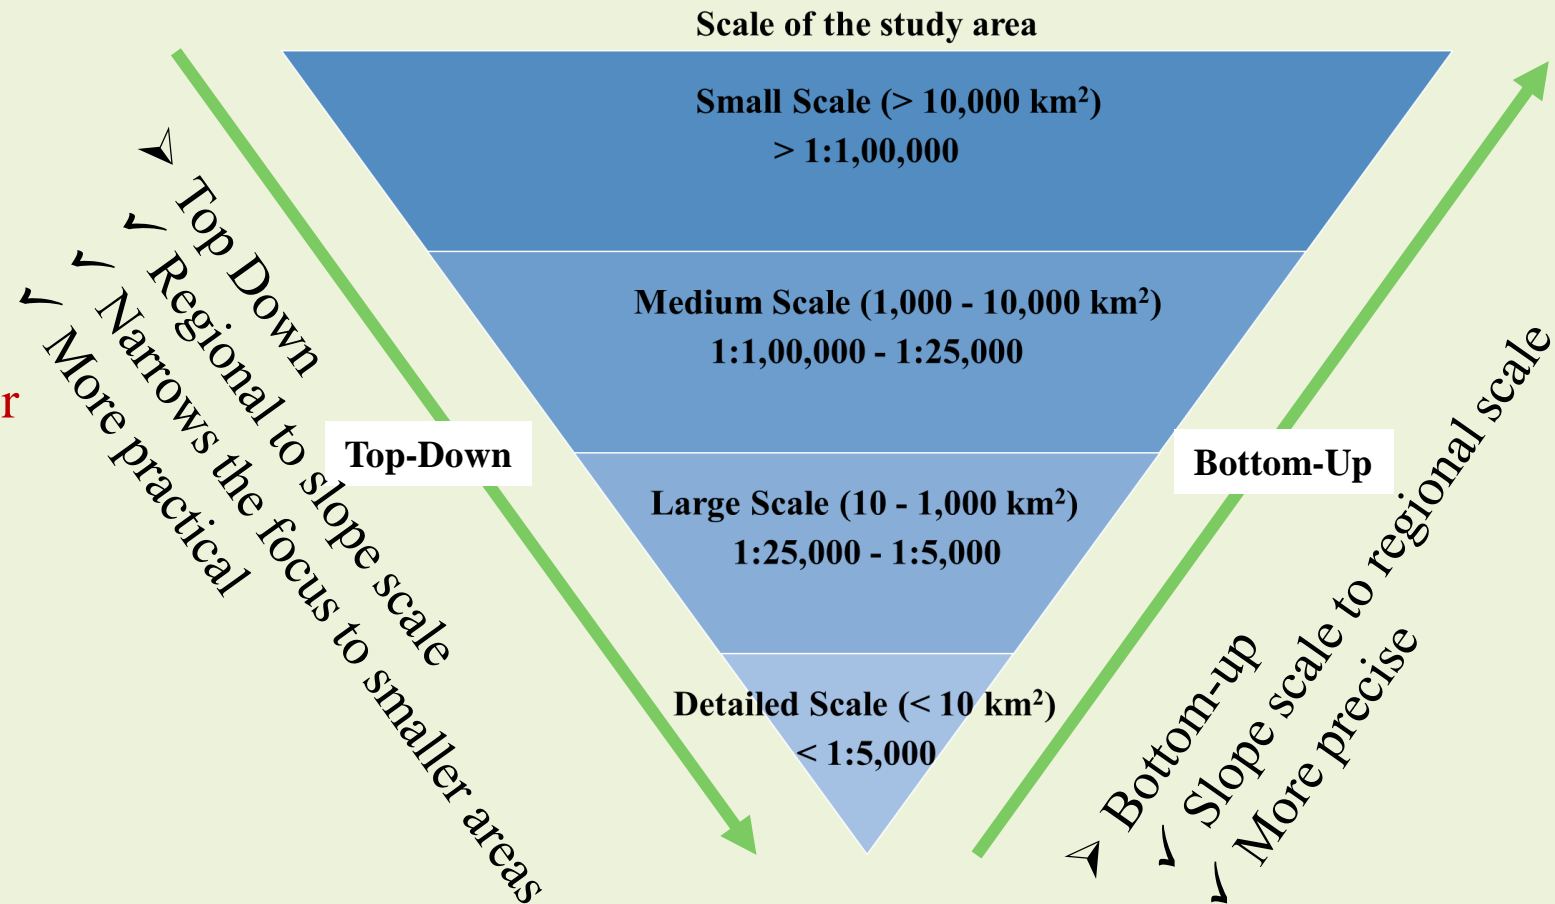 Scale of the study area
Small Scale (> 10,000 km²)
> 1:1,00,000
Medium Scale (1,000 - 10,000 km²)
1:1,00,000 - 1:25,000
Large Scale (10 - 1,000 km²)
1:25,000 - 1:5,000
Detailed Scale (< 10 km²)
< 1:5,000
➢ Top Down
✓ Regional to slope scale
✓ Narrows the focus to smaller areas
✓ More practical
r
Top-Down
Bottom-Up
➢ Bottom-up
✓ Slope scale to regional scale
✓ More precise